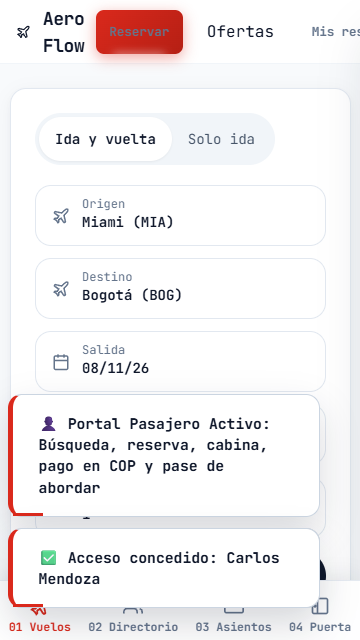 Aero
Flow
Reservar
Ofertas
Mis res
Ida y vuelta
Solo ida
Origen
Miami (MIA)
Destino
Bogotá (BOG)
Salida
08/11/26
👤 Portal Pasajero Activo:
Búsqueda, reserva, cabina,
pago en COP y pase de
abordar
✅ Acceso concedido: Carlos
Mendoza
01 Vuelos
02 Directorio
03 Asientos
04 Puerta